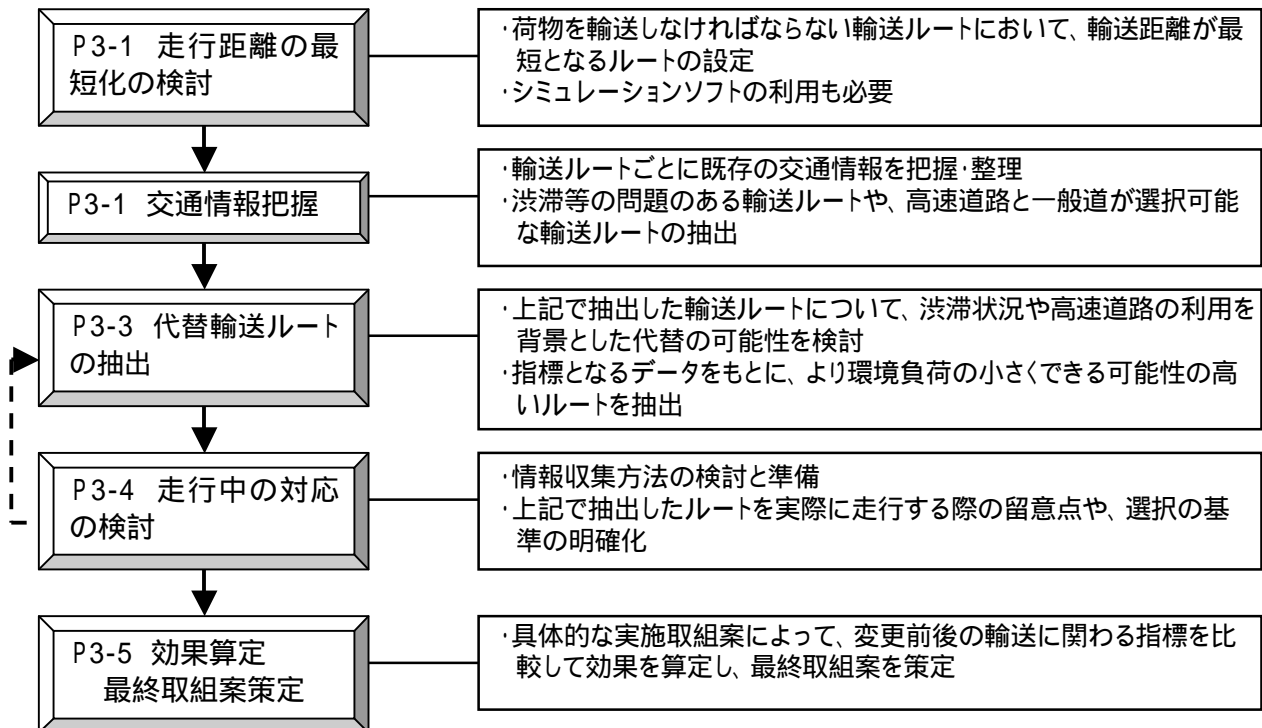 P3-1 走行距離の最
短化の検討
・荷物を輸送しなければならない輸送ルートにおいて、輸送距離が最
短となるルートの設定
・シミュレーションソフトの利用も必要
P3-1 交通情報把握
・輸送ルートごとに既存の交通情報を把握・整理
・渋滞等の問題のある輸送ルートや、高速道路と一般道が選択可能
な輸送ルートの抽出
P3-3 代替輸送ルート
の抽出
・上記で抽出した輸送ルートについて、渋滞状況や高速道路の利用を
背景とした代替の可能性を検討
・指標となるデータをもとに、より環境負荷の小さくできる可能性の高
いルートを抽出
P3-4 走行中の対応
の検討
・情報収集方法の検討と準備
・上記で抽出したルートを実際に走行する際の留意点や、選択の基
準の明確化
P3-5 効果算定
最終取組案策定
・具体的な実施取組案によって、変更前後の輸送に関わる指標を比
較して効果を算定し、最終取組案を策定